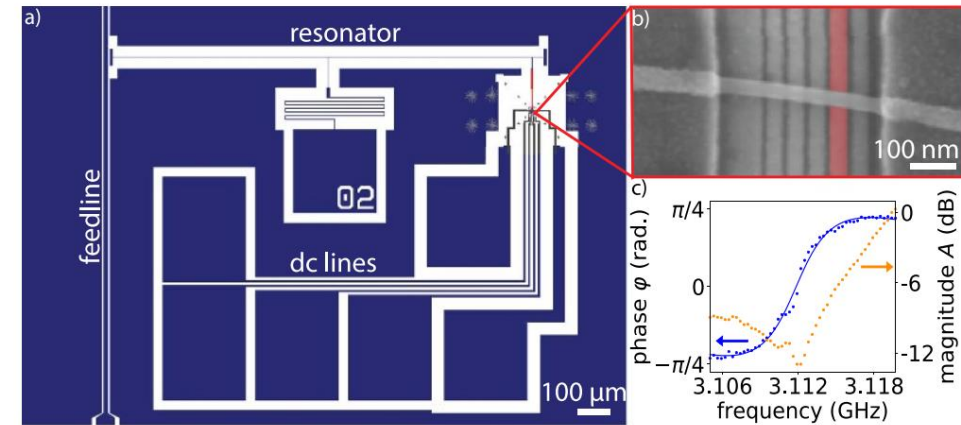 a)
resonator
feedline
02
dc lines
100 μm
b)
100 nm
c)
phase φ (rad.)
π/4
0
−π/4
magnitude A (dB)
0
-6
-12
3.106 3.112 3.118
frequency (GHz)